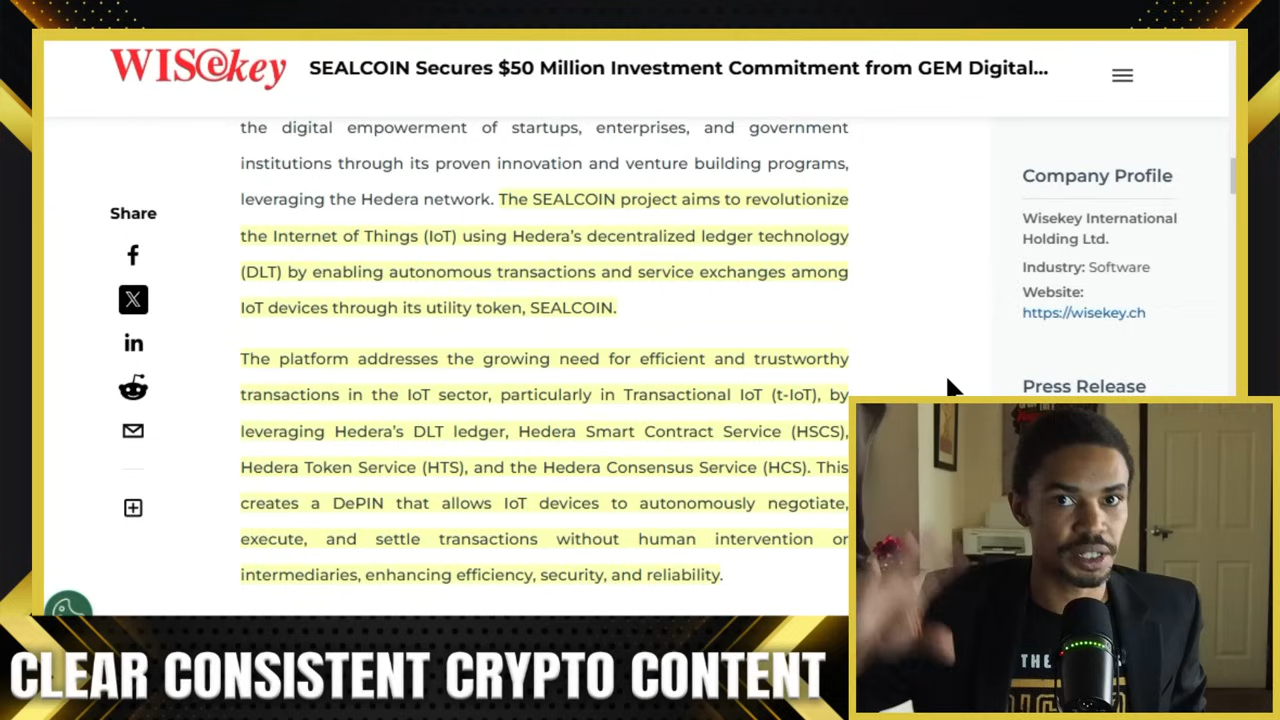 WISekey
SEALCOIN Secures $50 Million Investment Commitment from GEM Digital...
the digital empowerment of startups, enterprises, and government
institutions through its proven innovation and venture building programs,
leveraging the Hedera network. The SEALCOIN project aims to revolutionize
the Internet of Things (IoT) using Hedera’s decentralized ledger technology
(DLT) by enabling autonomous transactions and service exchanges among
IoT devices through its utility token, SEALCOIN.
The platform addresses the growing need for efficient and trustworthy
transactions in the IoT sector, particularly in Transactional IoT (t-IoT), by
leveraging Hedera’s DLT ledger, Hedera Smart Contract Service (HSCS),
Hedera Token Service (HTS), and the Hedera Consensus Service (HCS). This
creates a DePIN that allows IoT devices to autonomously negotiate,
execute, and settle transactions without human intervention or
intermediaries, enhancing efficiency, security, and reliability.
Share
f
X
in
Company Profile
Wisekey International
Holding Ltd.
Industry: Software
Website:
https://wisekey.ch
Press Release
THE
CLEAR CONSISTENT CRYPTO CONTENT